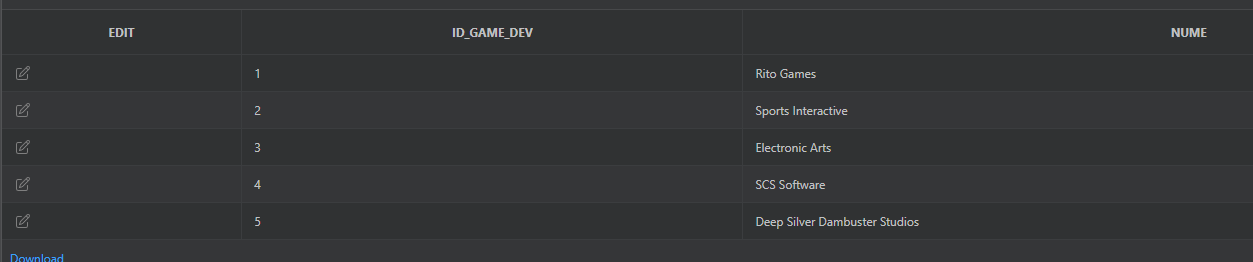 EDIT ID_GAME_DEV NUME
1 Rito Games
2 Sports Interactive
3 Electronic Arts
4 SCS Software
5 Deep Silver Dambuster Studios
Download